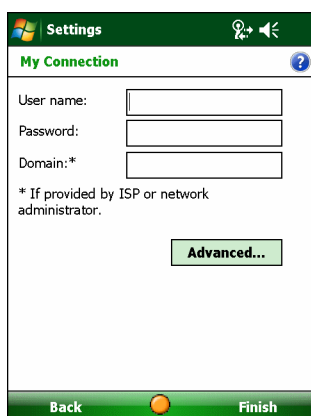 Settings
My Connection
?
User name:
Password:
Domain:*
* If provided by ISP or network
administrator.
Advanced...
Back Finish